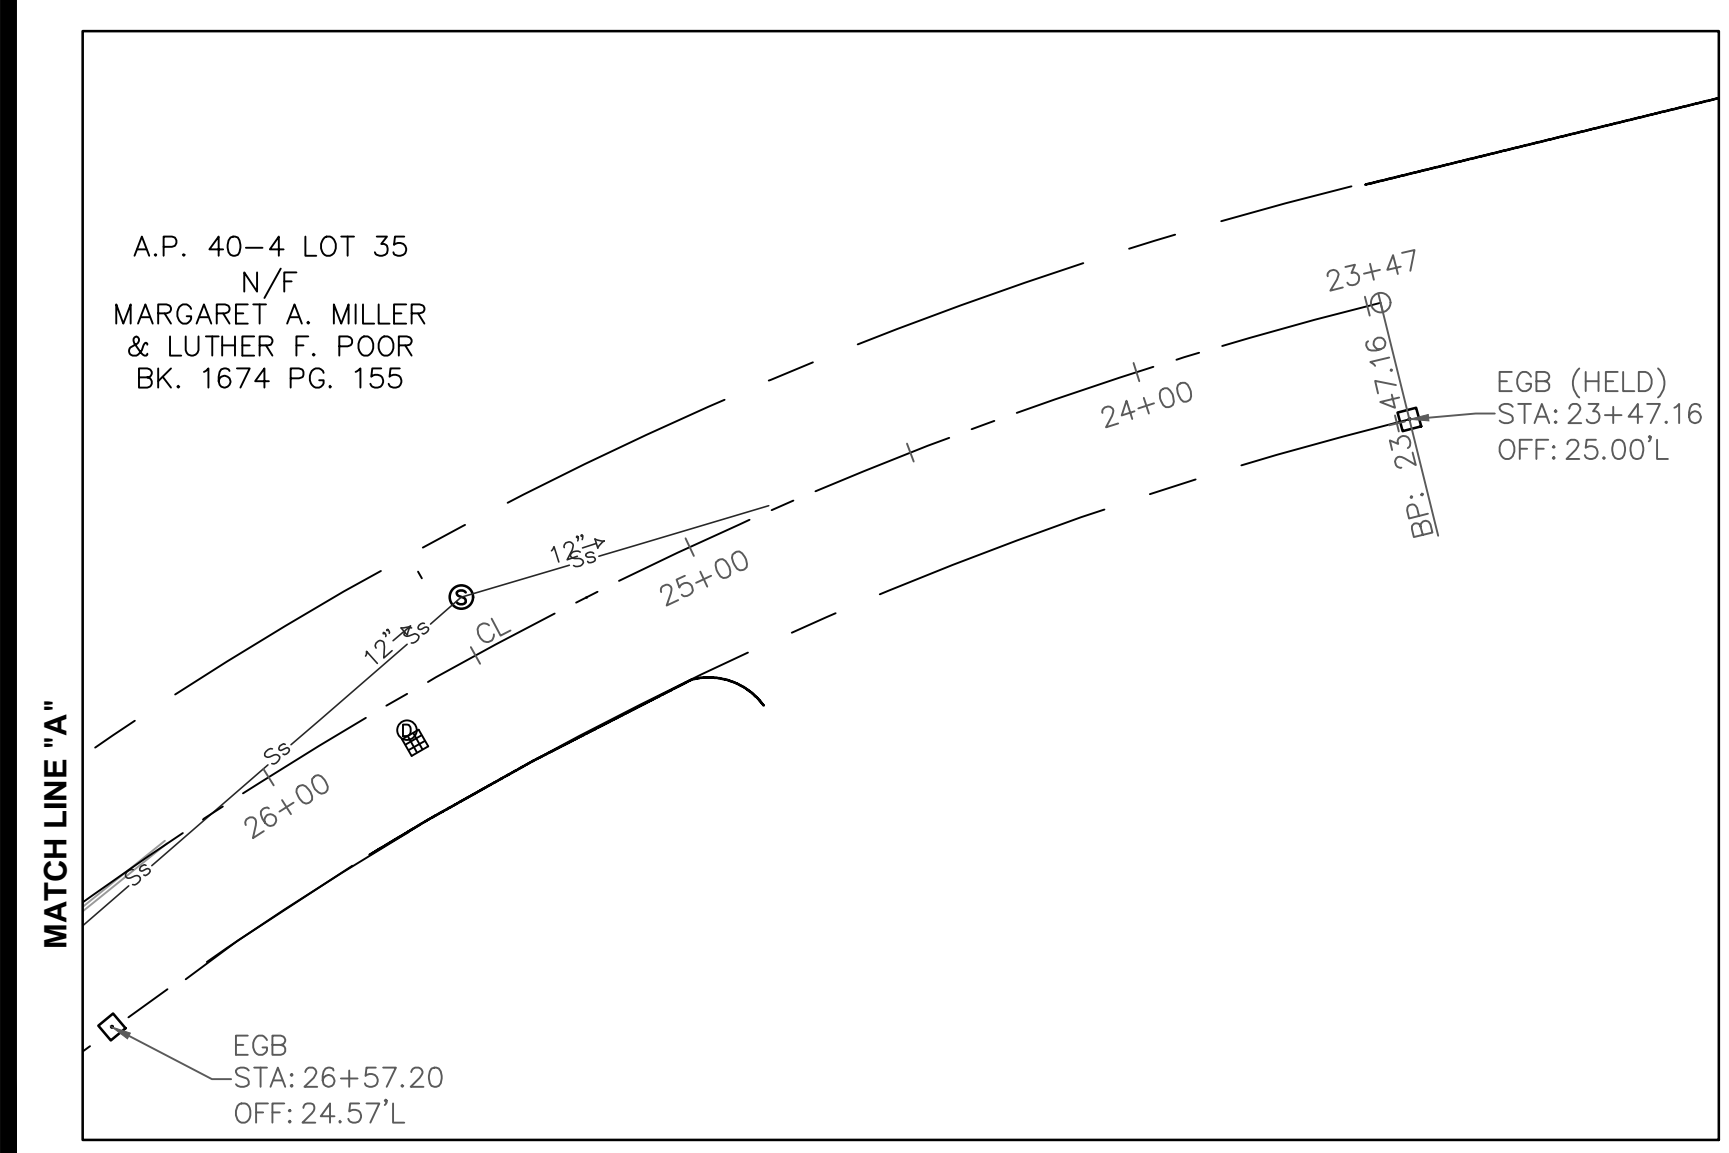 A.P. 40-4 LOT 35
N/F
MARGARET A. MILLER
& LUTHER F. POOR
BK. 1674 PG. 155
23+47
BP: 23+47.16
EGB (HELD)
STA: 23+47.16
OFF: 25.00'L
24+00
25+00
12"
Ss
S
12"
Ss
CL
D
Ss
26+00
Ss
MATCH LINE "A"
EGB
STA: 26+57.20
OFF: 24.57'L